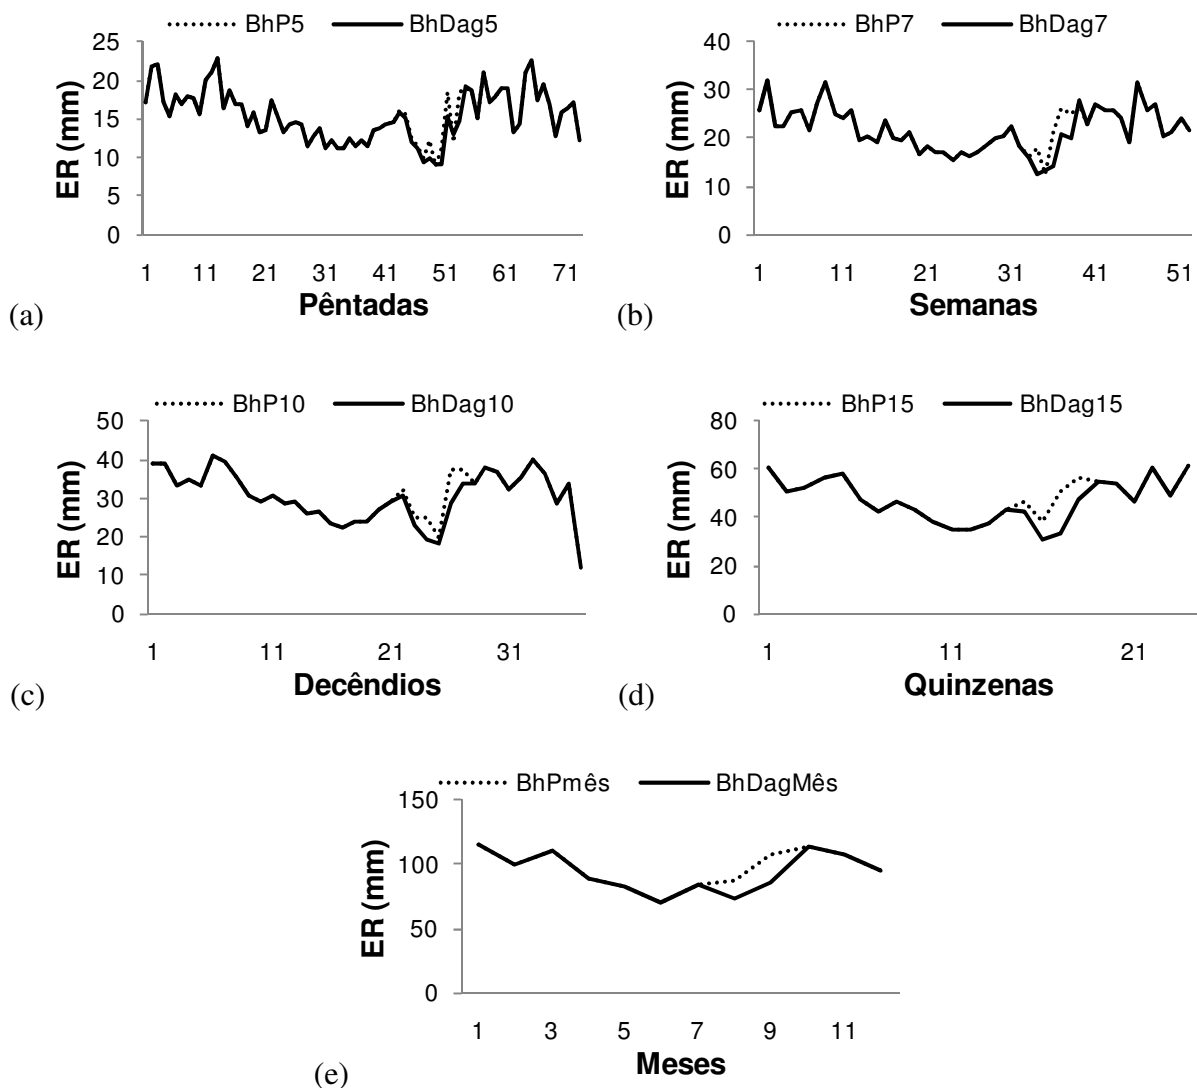 BhP5 BhDag5
25
20
15
10
5
0
ER (mm)
1 11 21 31 41 51 61 71
Pêntadas
(a)
BhP7 BhDag7
40
30
20
10
0
ER (mm)
1 11 21 31 41 51
Semanas
(b)
BhP10 BhDag10
50
40
30
20
10
0
ER (mm)
1 11 21 31
Decêndios
(c)
BhP15 BhDag15
80
60
40
20
0
ER (mm)
1 11 21
Quinzenas
(d)
BhPmês BhDagMês
150
100
50
0
ER (mm)
1 3 5 7 9 11
Meses
(e)